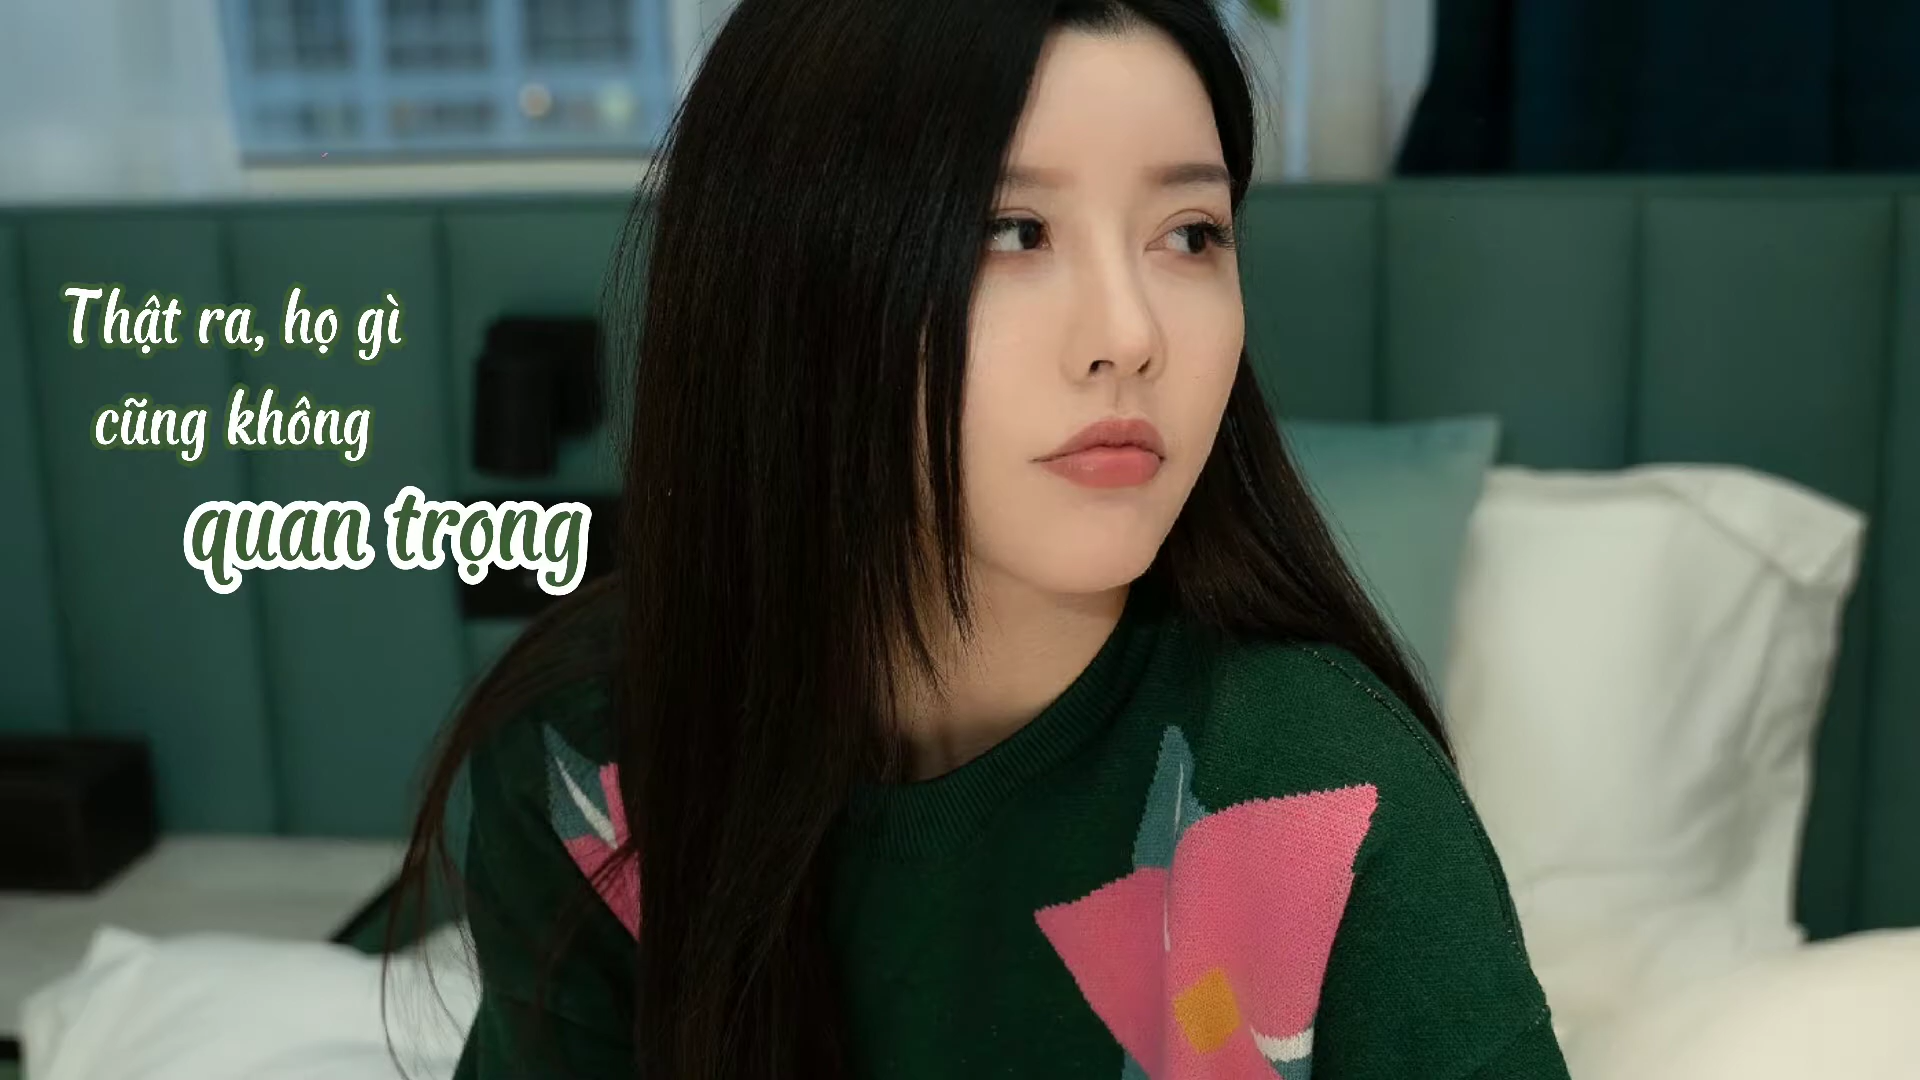 Thật ra, họ gì
cũng không
quan trọng